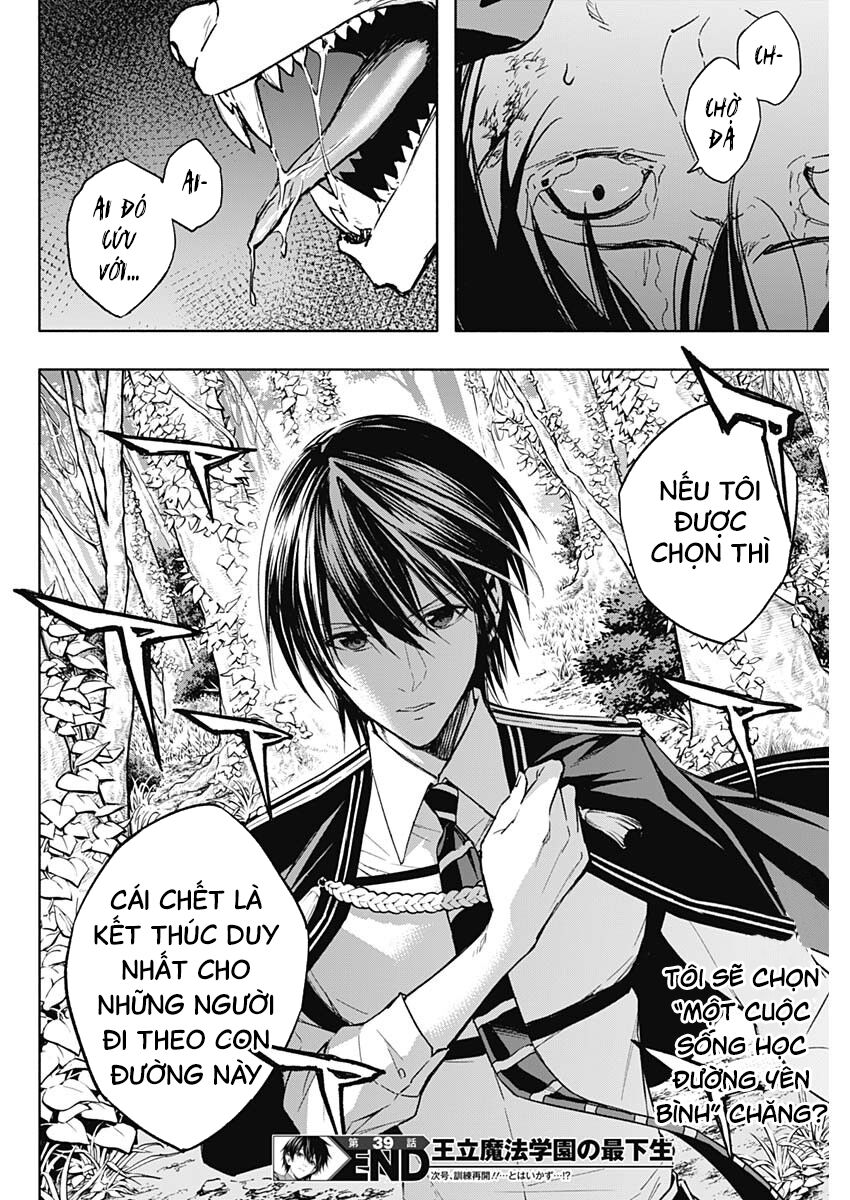 CH-
CHỜ
ĐÃ
AI-
AI ĐÓ
CỨU
VỚI...
NẾU TÔI
ĐƯỢC
CHỌN THÌ
CÁI CHẾT LÀ
KẾT THÚC DUY
NHẤT CHO
NHỮNG NGƯỜI
ĐI THEO CON
ĐƯỜNG NÀY
TÔI SẼ CHỌN
“MỘT CUỘC
SỐNG HỌC
ĐƯỜNG YÊN
BÌNH” CHĂNG?
第39話 END
王立魔法学園の最下生
次号、訓練再開!!…とはいかず…!?